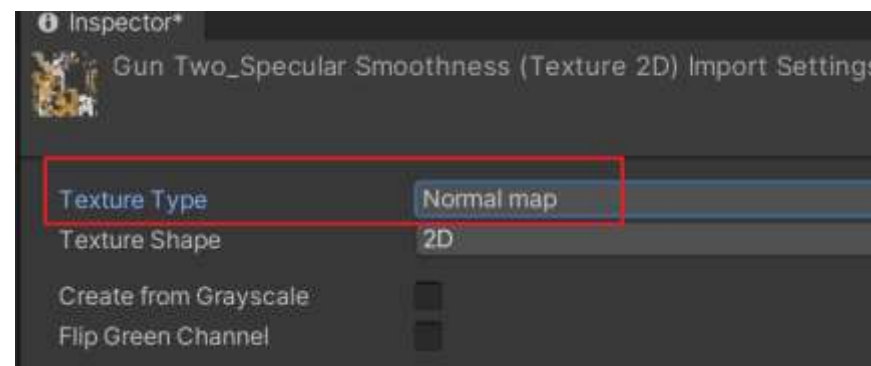 Inspector*
Gun Two_Specular Smoothness (Texture 2D) Import Settings
Texture Type Normal map
Texture Shape 2D
Create from Grayscale
Flip Green Channel